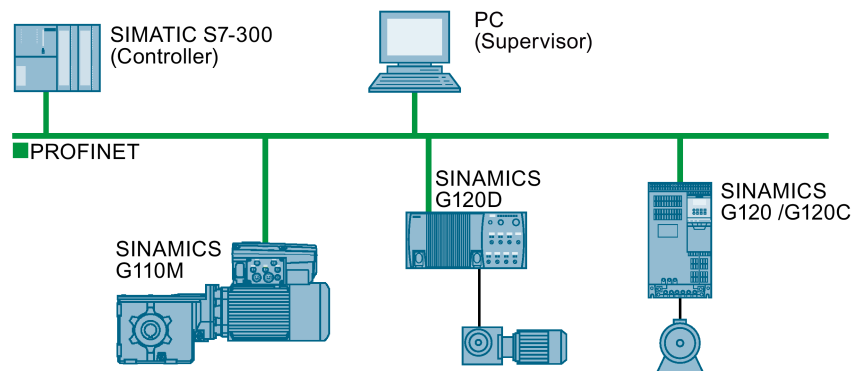 SIMATIC S7-300
(Controller)
PC
(Supervisor)
PROFINET
SINAMICS
G120D
SINAMICS
G120 /G120C
SINAMICS
G110M